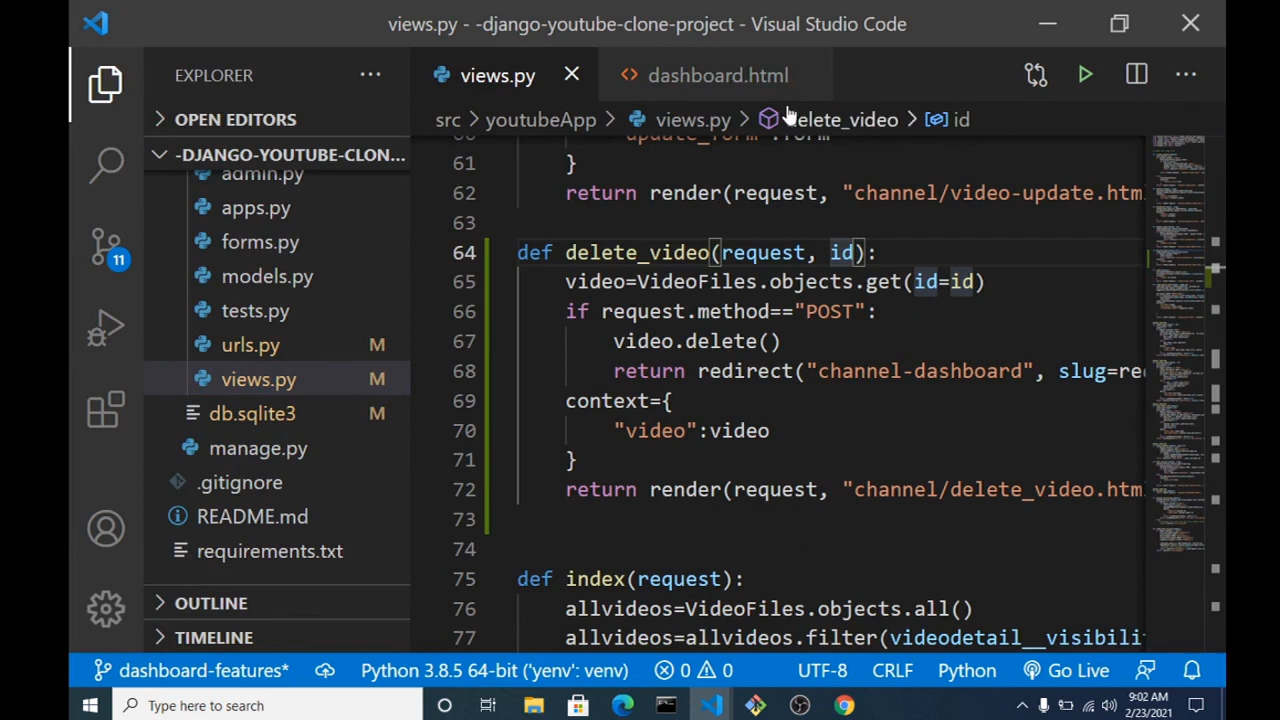 views.py - -django-youtube-clone-project - Visual Studio Code
EXPLORER
views.py
dashboard.html
src > youtubeApp > views.py > delete_video > id
OPEN EDITORS
-DJANGO-YOUTUBE-CLON...
admin.py
apps.py
forms.py
models.py
tests.py
urls.py M
views.py M
db.sqlite3 M
manage.py
.gitignore
README.md
requirements.txt
OUTLINE
TIMELINE
11
61 }
62 return render(request, "channel/video-update.htm
63
64 def delete_video(request, id):
65 video=VideoFiles.objects.get(id=id)
66 if request.method=="POST":
67 video.delete()
68 return redirect("channel-dashboard", slug=re
69 context={
70 "video":video
71 }
72 return render(request, "channel/delete_video.htm
73
74
75 def index(request):
76 allvideos=VideoFiles.objects.all()
77 allvideos=allvideos.filter(videodetail__visibili
dashboard-features* Python 3.8.5 64-bit ('yenv': venv) 0 0 UTF-8 CRLF Python Go Live
Type here to search
9:02 AM
2/23/2021